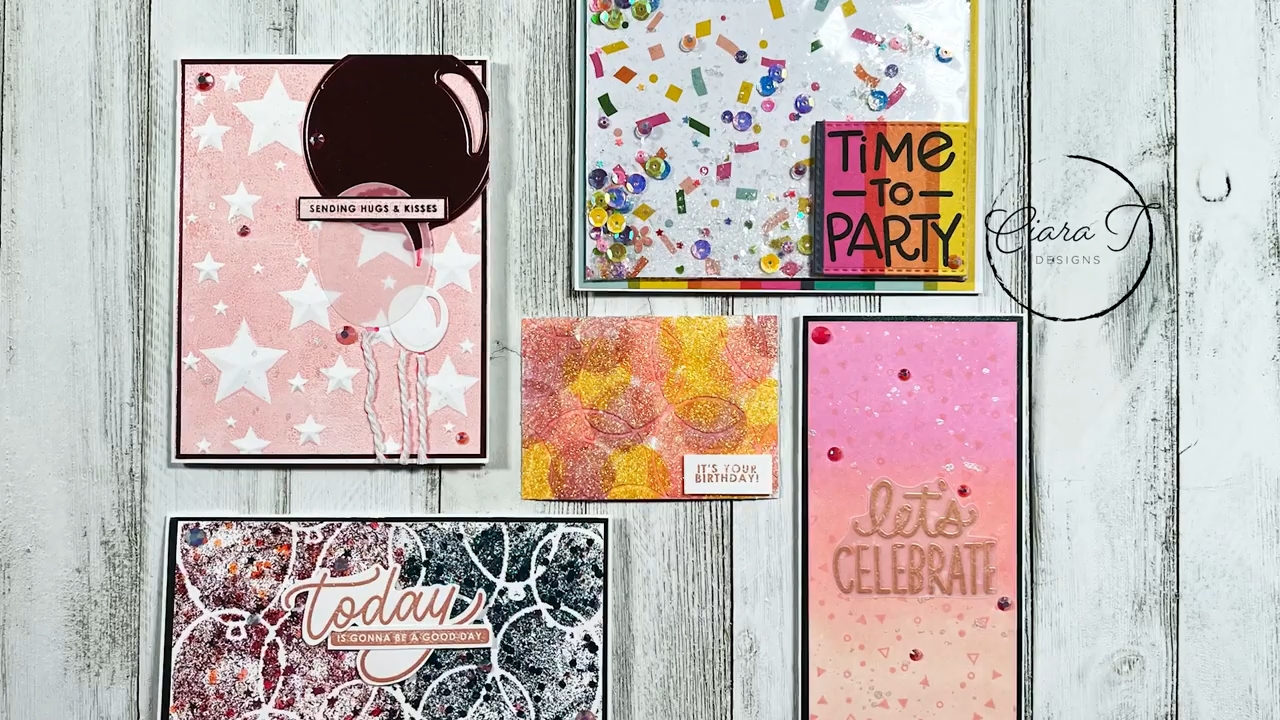 TiME
TO
PARTY
SENDING HUGS & KISSES
Ciara T
DESIGNS
IT'S YOUR
BIRTHDAY!
let's
CELEBRATE
today
IS GONNA BE A GOOD DAY